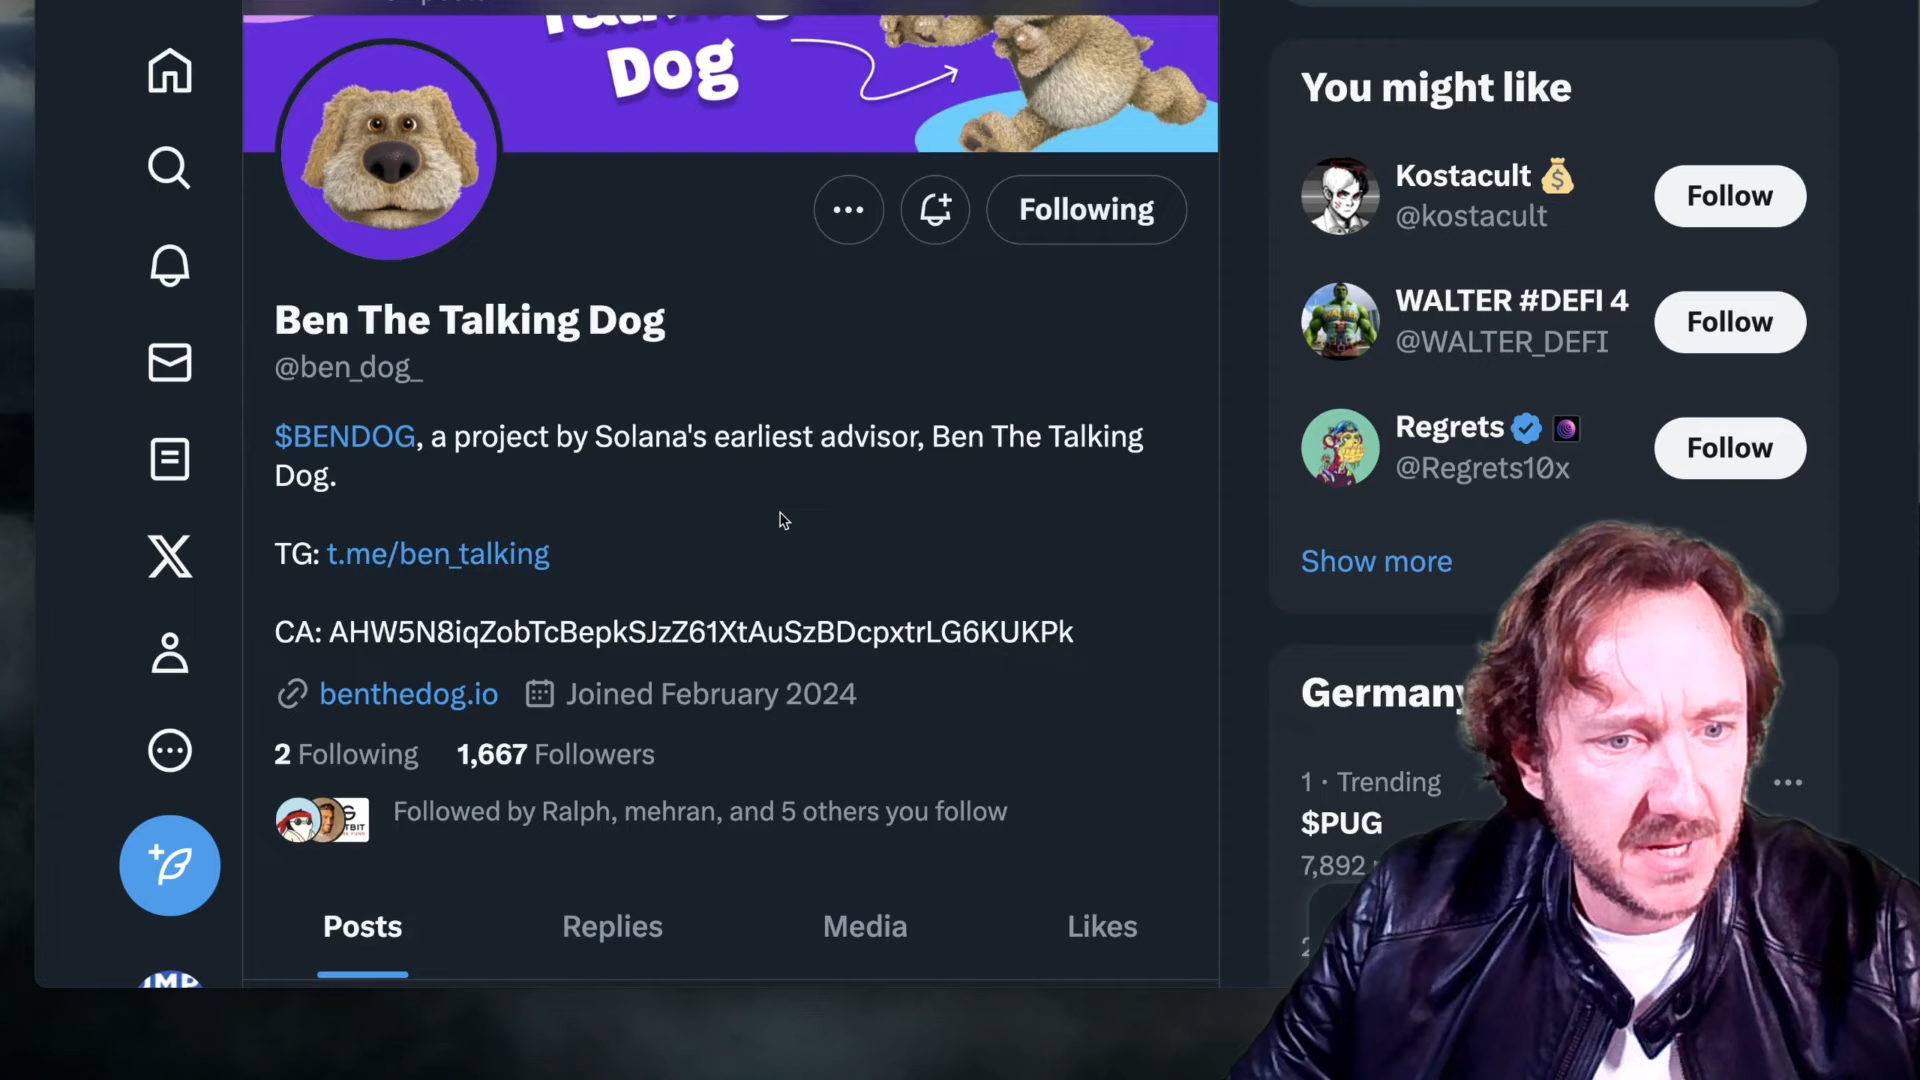 Talking
Dog
Following
Ben The Talking Dog
@ben_dog_
$BENDOG, a project by Solana's earliest advisor, Ben The Talking
Dog.
TG: t.me/ben_talking
CA: AHW5N8iqZobTcBepkSJzZ61XtAuSzBDcpxtrLG6KUKPk
benthedog.io Joined February 2024
2 Following 1,667 Followers
Followed by Ralph, mehran, and 5 others you follow
Posts Replies Media Likes
You might like
Kostacult
@kostacult
Follow
WALTER #DEFI 4
@WALTER_DEFI
Follow
Regrets
@Regrets10x
Follow
Show more
Germany
1 · Trending
$PUG
7,892